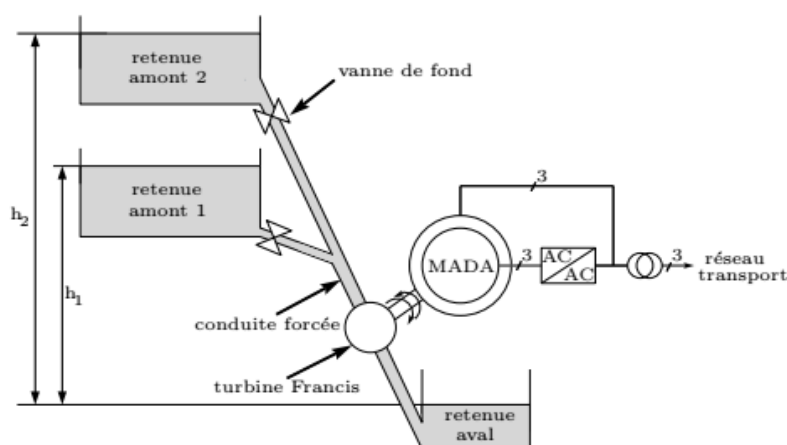 retenue
amont 2
vanne de fond
h2
retenue
amont 1
h1
3
MADA
3
AC
AC
3
réseau
transport
conduite forcée
turbine Francis
retenue
aval